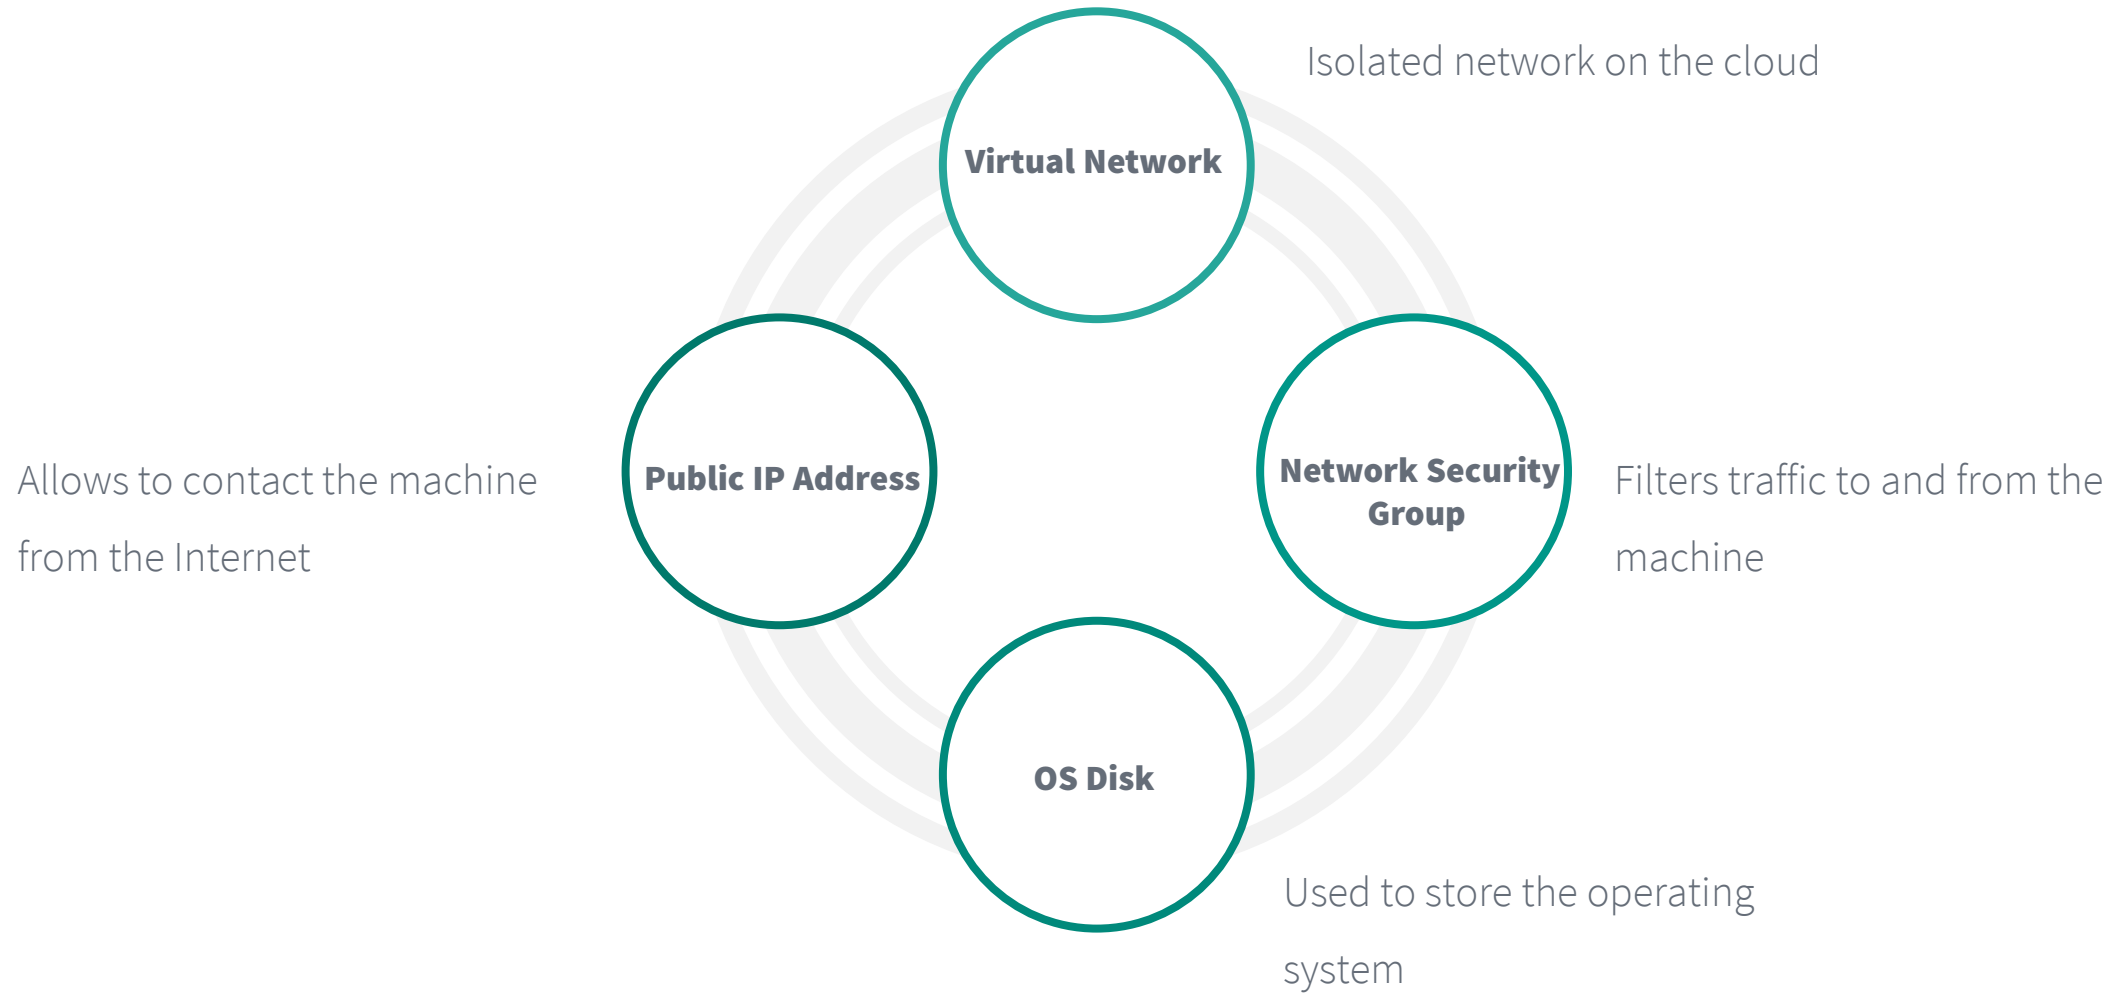 Isolated network on the cloud
Virtual Network
Allows to contact the machine
from the Internet
Public IP Address
Network Security
Group
Filters traffic to and from the
machine
OS Disk
Used to store the operating
system